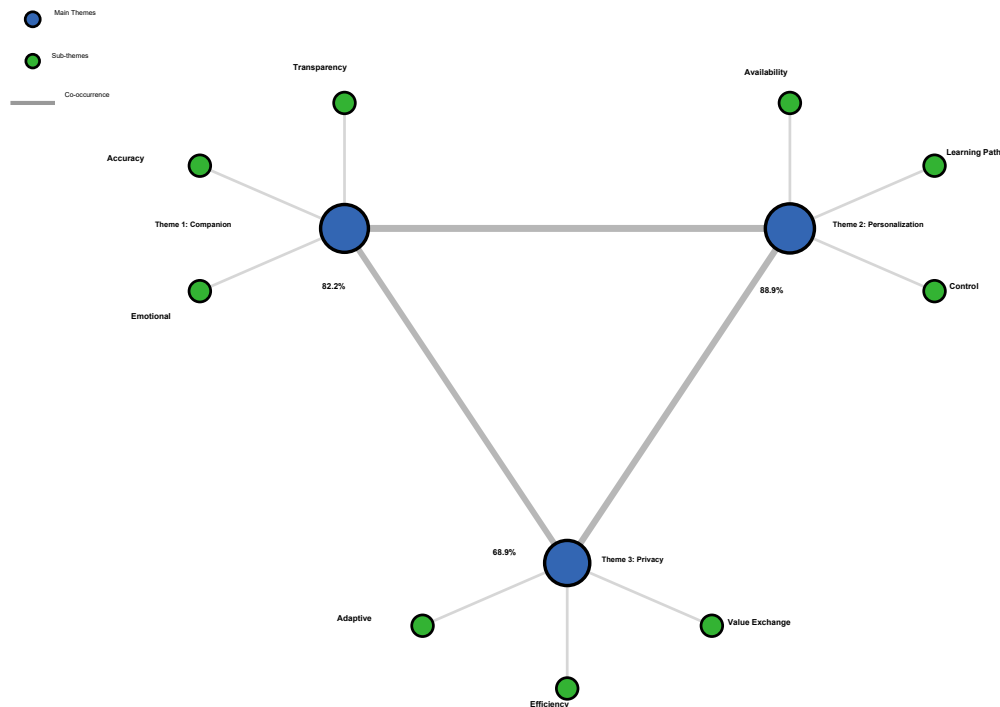 Main Themes
Sub-themes
Co-occurrence
Transparency
Availability
Accuracy
Learning Path
Theme 1: Companion
Theme 2: Personalization
82.2%
88.9%
Emotional
Control
68.9%
Theme 3: Privacy
Adaptive
Value Exchange
Efficiency